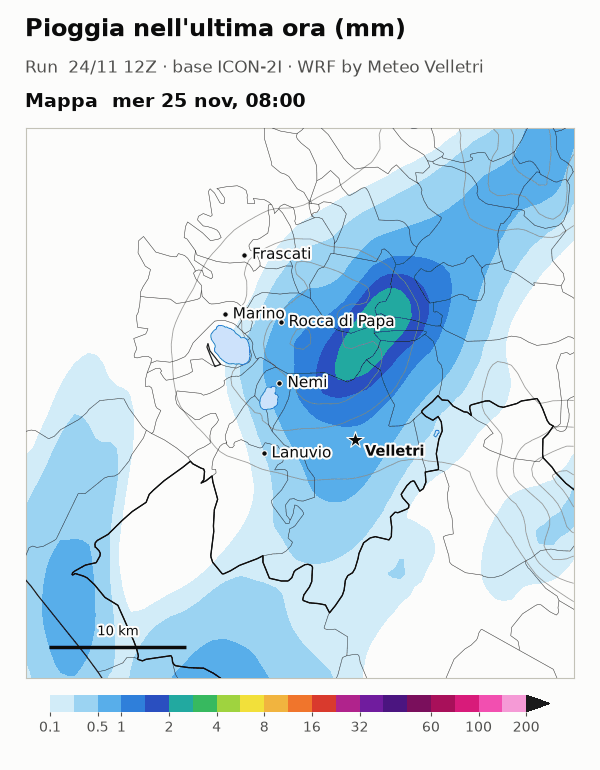 Pioggia nell'ultima ora (mm)
Run  24/11 12Z · base ICON-2I · WRF by Meteo Velletri
Mappa  mer 25 nov, 08:00
Frascati
Marino
Rocca di Papa
Nemi
Velletri
Lanuvio
10 km
0.1 0.5 1 2 4 8 16 32 60 100 200